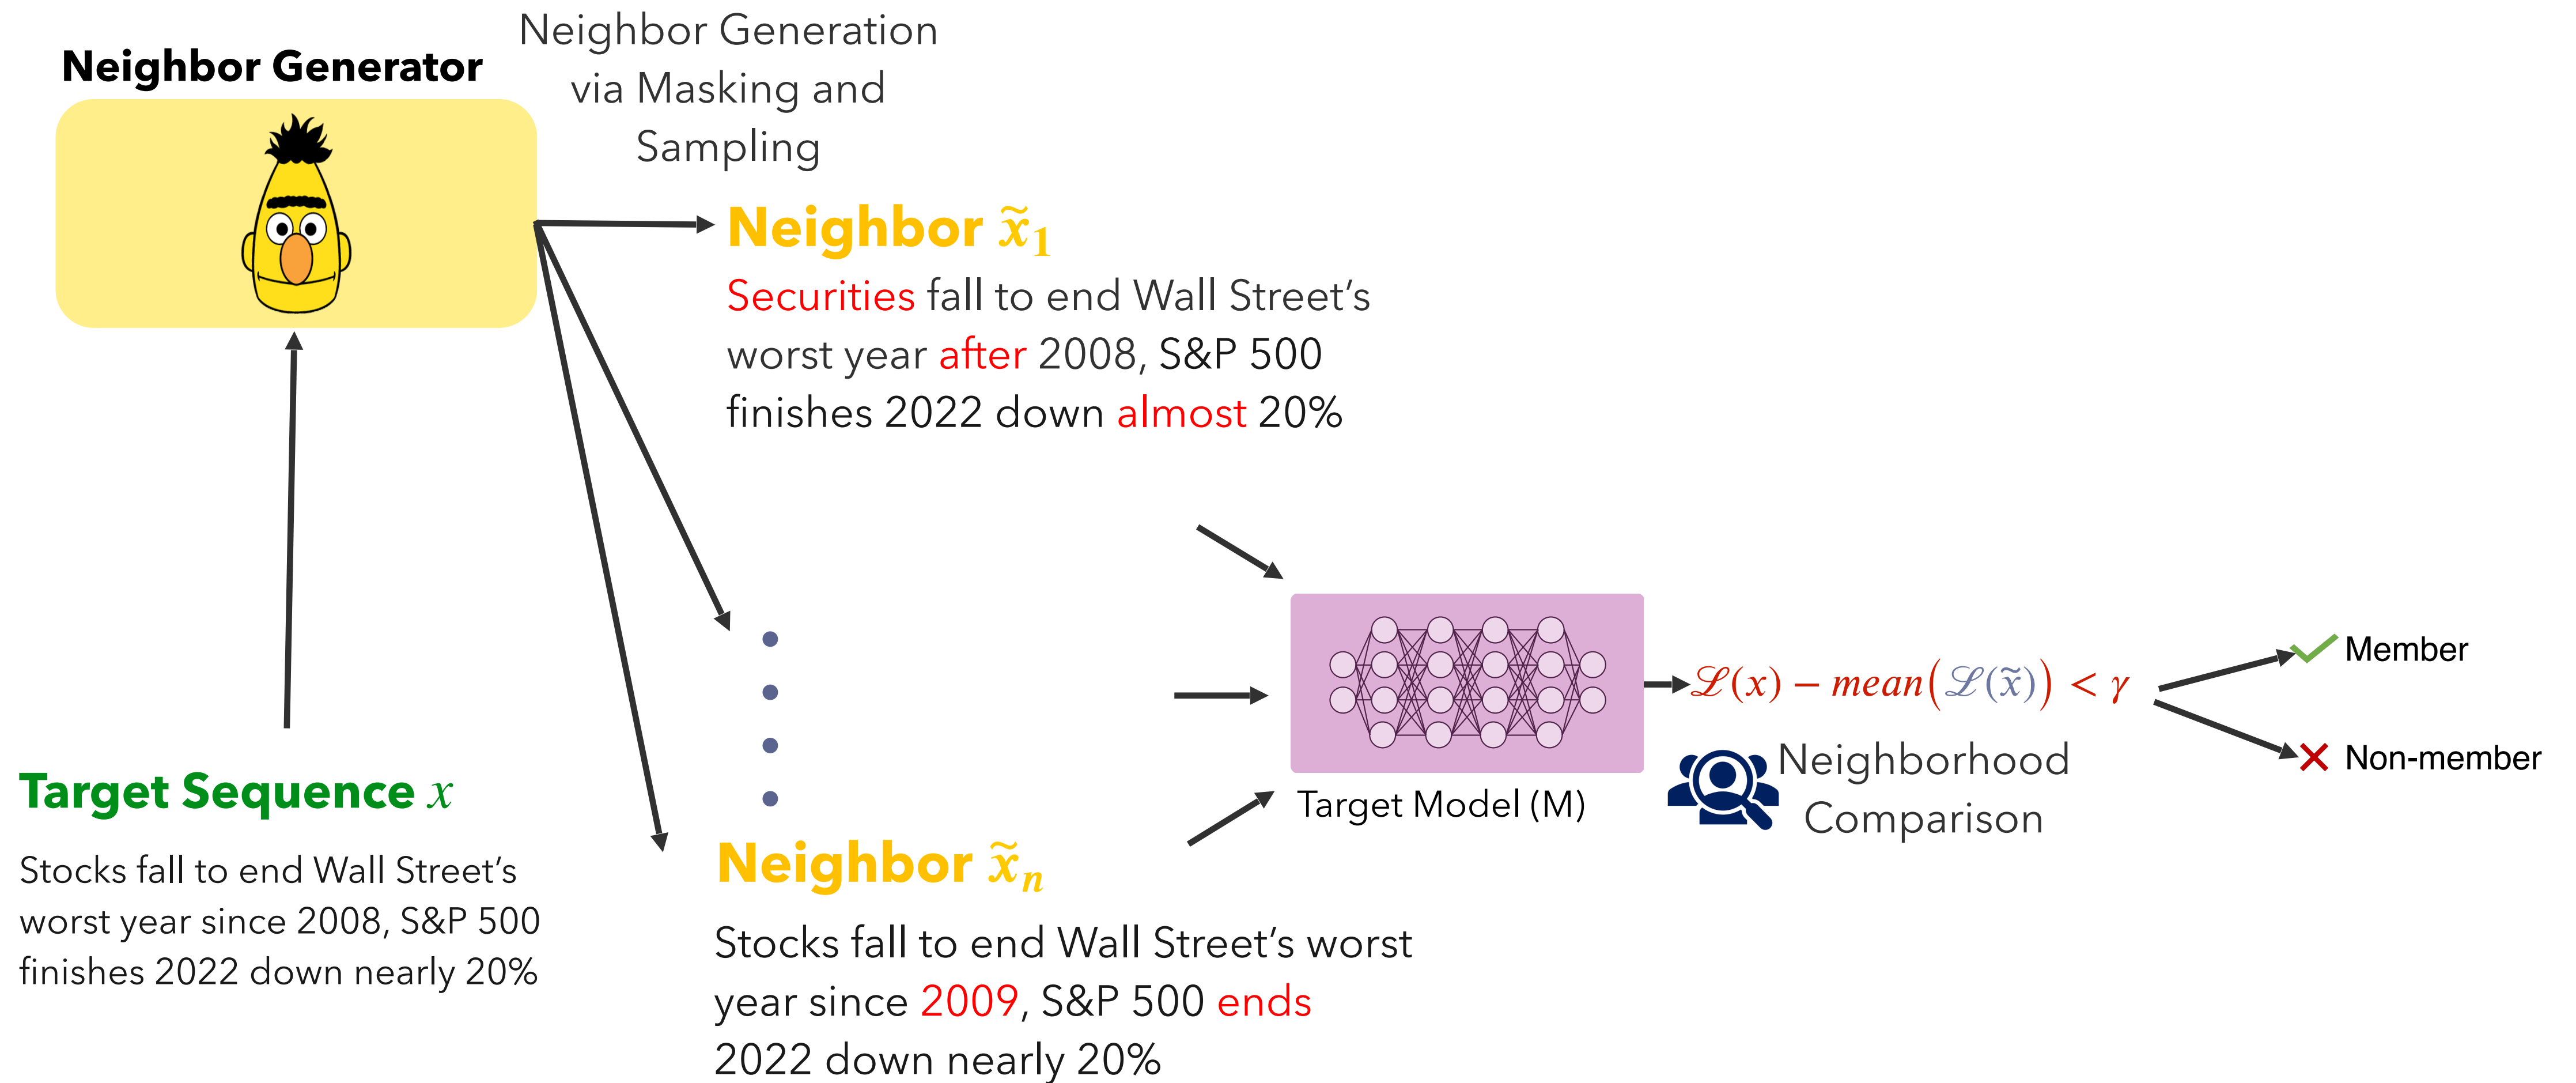 Neighbor Generator
Neighbor Generation
via Masking and
Sampling
Neighbor x̃₁
Securities fall to end Wall Street’s
worst year after 2008, S&P 500
finishes 2022 down almost 20%
Target Sequence x
Stocks fall to end Wall Street’s
worst year since 2008, S&P 500
finishes 2022 down nearly 20%
Neighbor x̃ₙ
Stocks fall to end Wall Street’s worst
year since 2009, S&P 500 ends
2022 down nearly 20%
Target Model (M)
ℒ(x) – mean(ℒ(x̃)) < γ
Neighborhood
Comparison
Member
Non-member